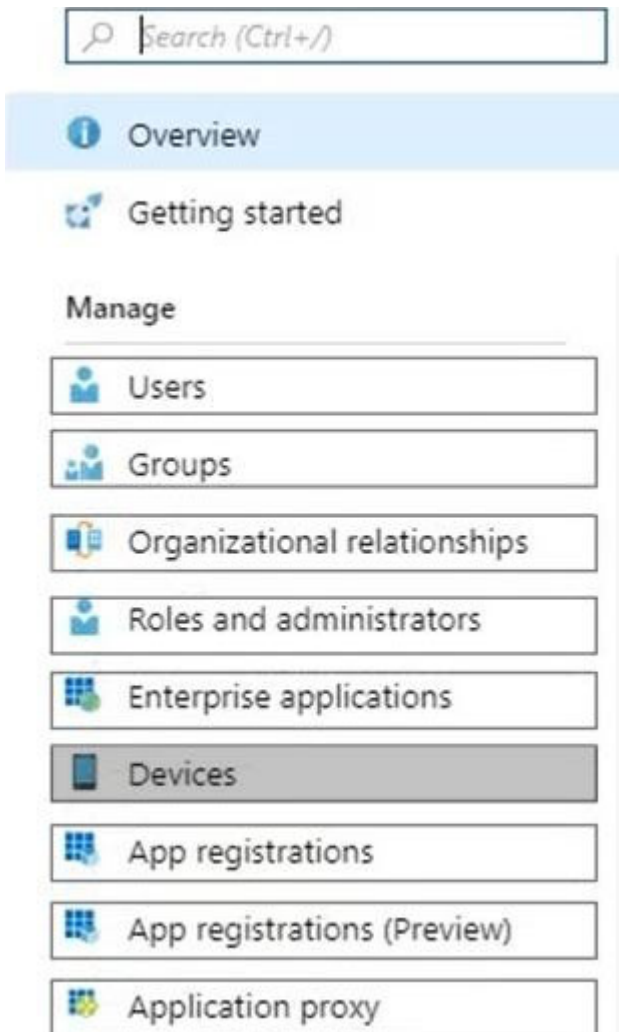 Search (Ctrl+/)
Overview
Getting started
Manage
Users
Groups
Organizational relationships
Roles and administrators
Enterprise applications
Devices
App registrations
App registrations (Preview)
Application proxy